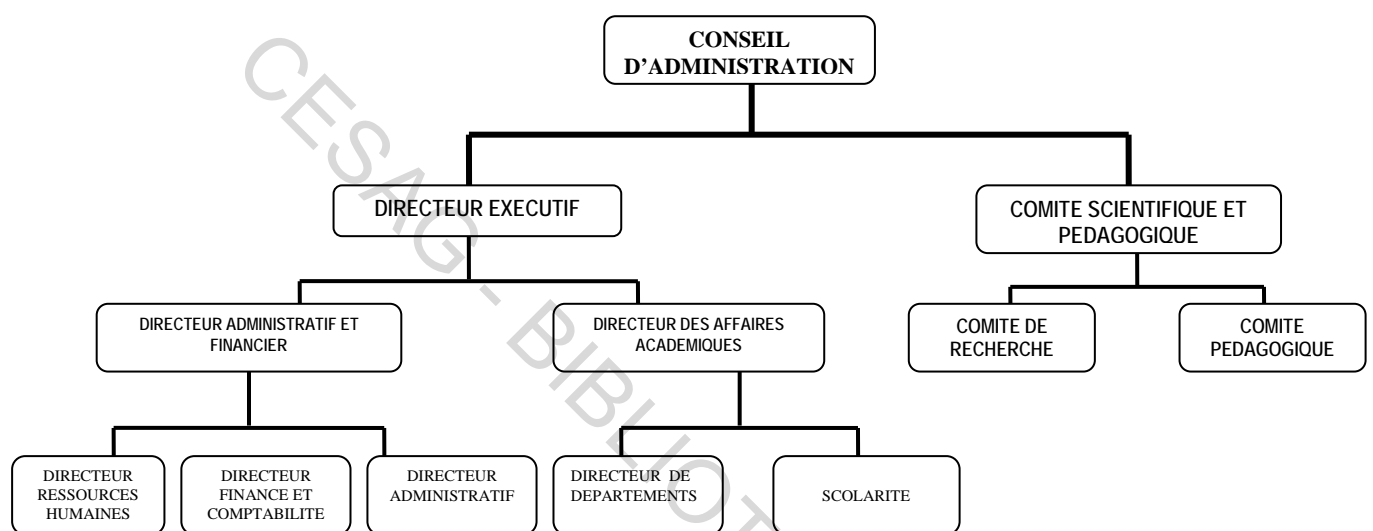 CONSEIL
D'ADMINISTRATION
DIRECTEUR EXECUTIF
COMITE SCIENTIFIQUE ET
PEDAGOGIQUE
DIRECTEUR ADMINISTRATIF ET
FINANCIER
DIRECTEUR DES AFFAIRES
ACADEMIQUES
COMITE DE
RECHERCHE
COMITE
PEDAGOGIQUE
DIRECTEUR
RESSOURCES
HUMAINES
DIRECTEUR
FINANCE ET
COMPTABILITE
DIRECTEUR
ADMINISTRATIF
DIRECTEUR DE
DEPARTEMENTS
SCOLARITE
CESAG - BIBLIOT